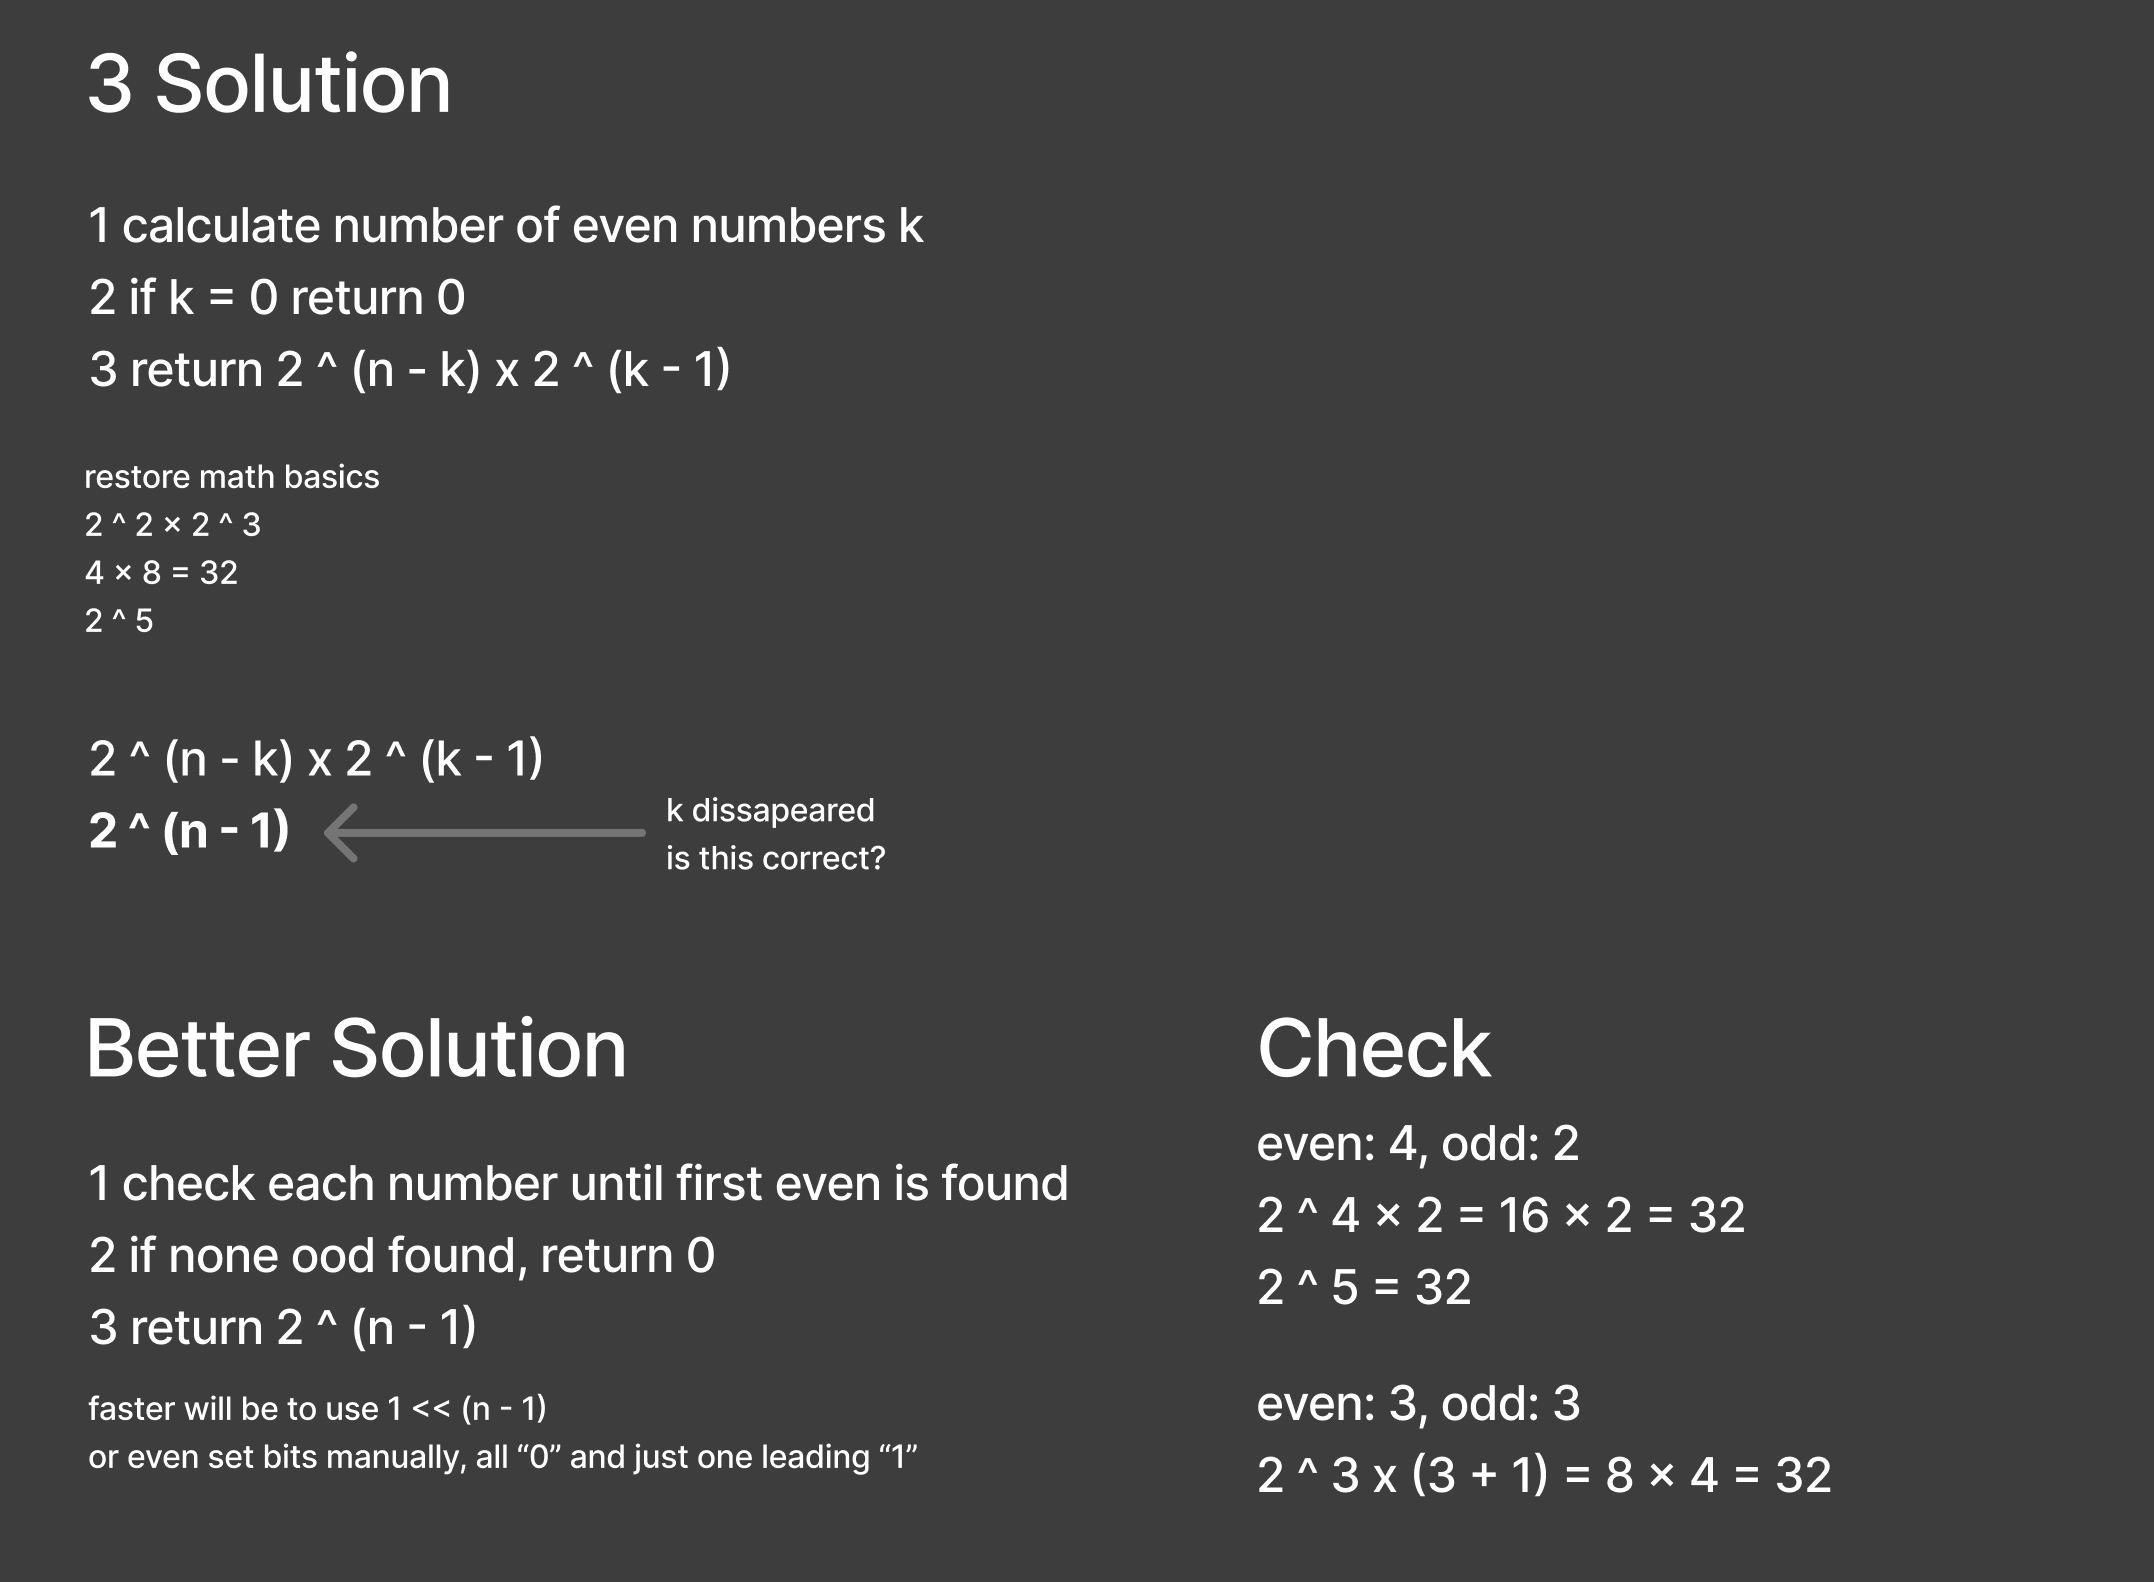 3 Solution
1 calculate number of even numbers k
2 if k = 0 return 0
3 return 2 ^ (n - k) x 2 ^ (k - 1)
restore math basics
2 ^ 2 × 2 ^ 3
4 × 8 = 32
2 ^ 5
2 ^ (n - k) x 2 ^ (k - 1)
2 ^ (n - 1)
k dissapeared
is this correct?
Better Solution
1 check each number until first even is found
2 if none ood found, return 0
3 return 2 ^ (n - 1)
faster will be to use 1 << (n - 1)
or even set bits manually, all “0” and just one leading “1”
Check
even: 4, odd: 2
2 ^ 4 × 2 = 16 × 2 = 32
2 ^ 5 = 32
even: 3, odd: 3
2 ^ 3 x (3 + 1) = 8 × 4 = 32